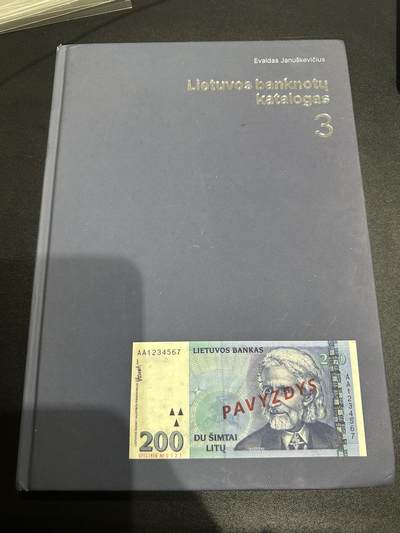 Evaldas Januškevičius
Lietuvos banknotų
katalogas
3
AA1234567
LIETUVOS BANKAS
200
AA1234567
PAVYZDYS
200
DU ŠIMTAI
LITŲ